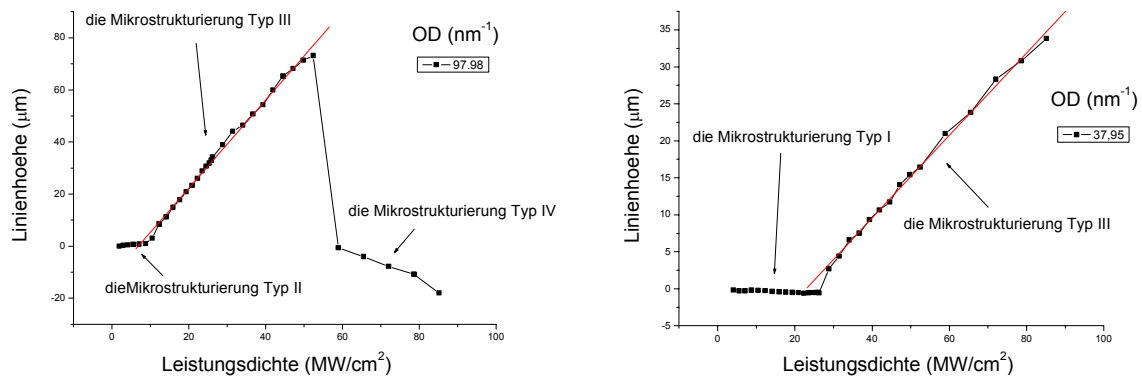 die Mikrostrukturierung Typ III
OD (nm-1)
97.98
80
60
40
20
0
-20
Linienhoehe (μm)
die Mikrostrukturierung Typ IV
dieMikrostrukturierung Typ II
0 20 40 60 80 100
Leistungsdichte (MW/cm2)
35
30
25
20
15
10
5
0
-5
Linienhoehe (μm)
OD (nm-1)
37,95
die Mikrostrukturierung Typ I
die Mikrostrukturierung Typ III
0 20 40 60 80 100
Leistungsdichte (MW/cm2)